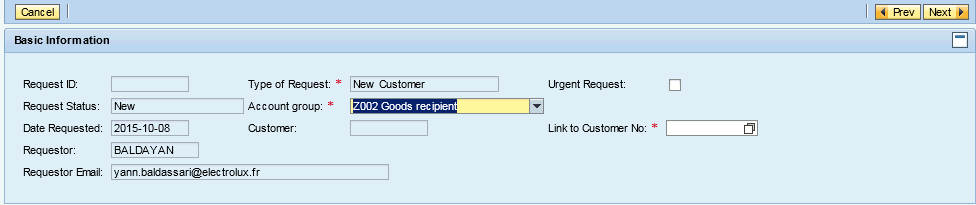 Cancel Prev Next
Basic Information
Request ID: Type of Request: * New Customer Urgent Request:
Request Status: New Account group: * Z002 Goods recipient
Date Requested: 2015-10-08 Customer: Link to Customer No: *
Requestor: BALDAYAN
Requestor Email: yann.baldassari@electrolux.fr